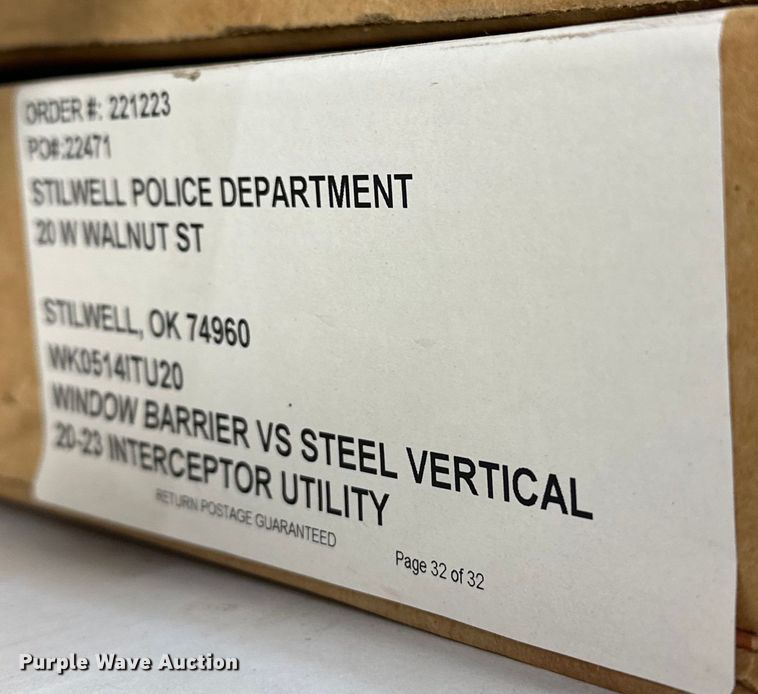 ORDER #: 221223
PO#:22471
STILWELL POLICE DEPARTMENT
20 W WALNUT ST
STILWELL, OK 74960
WK0514ITU20
WINDOW BARRIER VS STEEL VERTICAL
20-23 INTERCEPTOR UTILITY
RETURN POSTAGE GUARANTEED
Page 32 of 32
Purple Wave Auction